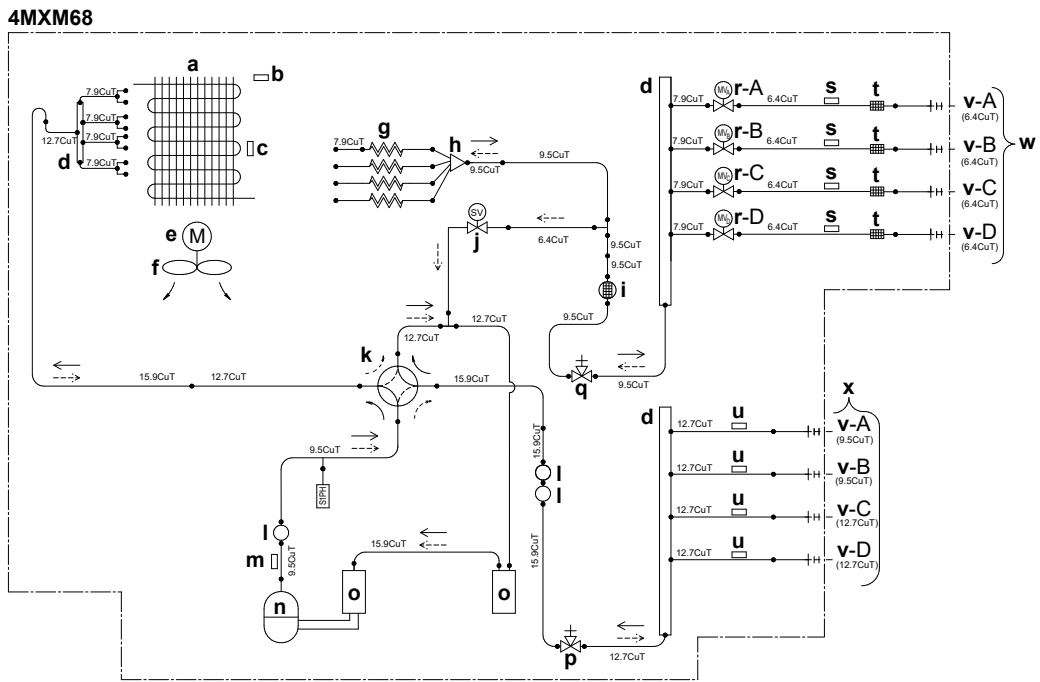 4MXM68
a
b
7.9CuT
7.9CuT
7.9CuT
7.9CuT
12.7CuT
d
c
e M
f
7.9CuT
g
h
9.5CuT
9.5CuT
SV
j
6.4CuT
9.5CuT
9.5CuT
i
9.5CuT
q
9.5CuT
d
7.9CuT
r-A
6.4CuT
s
t
v-A
(6.4CuT)
7.9CuT
r-B
6.4CuT
s
t
v-B
(6.4CuT)
7.9CuT
r-C
6.4CuT
s
t
v-C
(6.4CuT)
7.9CuT
r-D
6.4CuT
s
t
v-D
(6.4CuT)
w
12.7CuT
12.7CuT
k
15.9CuT
12.7CuT
15.9CuT
9.5CuT
S1PH
l
m
9.5CuT
n
o
15.9CuT
o
15.9CuT
l
l
15.9CuT
p
12.7CuT
d
x
12.7CuT
u
v-A
(9.5CuT)
12.7CuT
u
v-B
(9.5CuT)
12.7CuT
u
v-C
(12.7CuT)
12.7CuT
u
v-D
(12.7CuT)